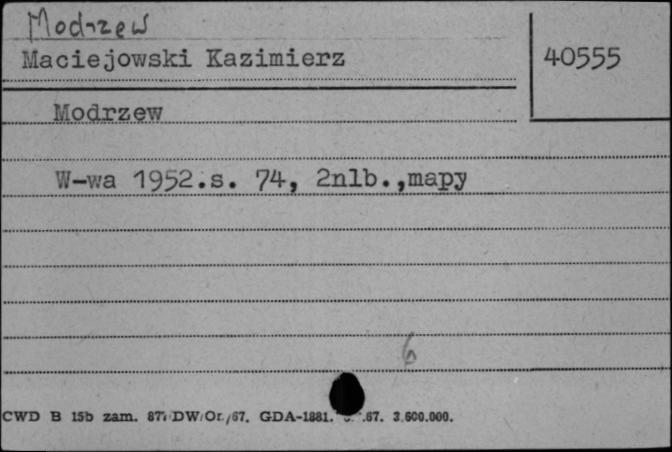 Modrzew
Maciejowski Kazimierz
40555
Modrzew
W-wa 1952.s. 74, 2nlb.,mapy
6
CWD B 15b zam. DW/Or./67. GDA-1881. .67. 3.600.000.